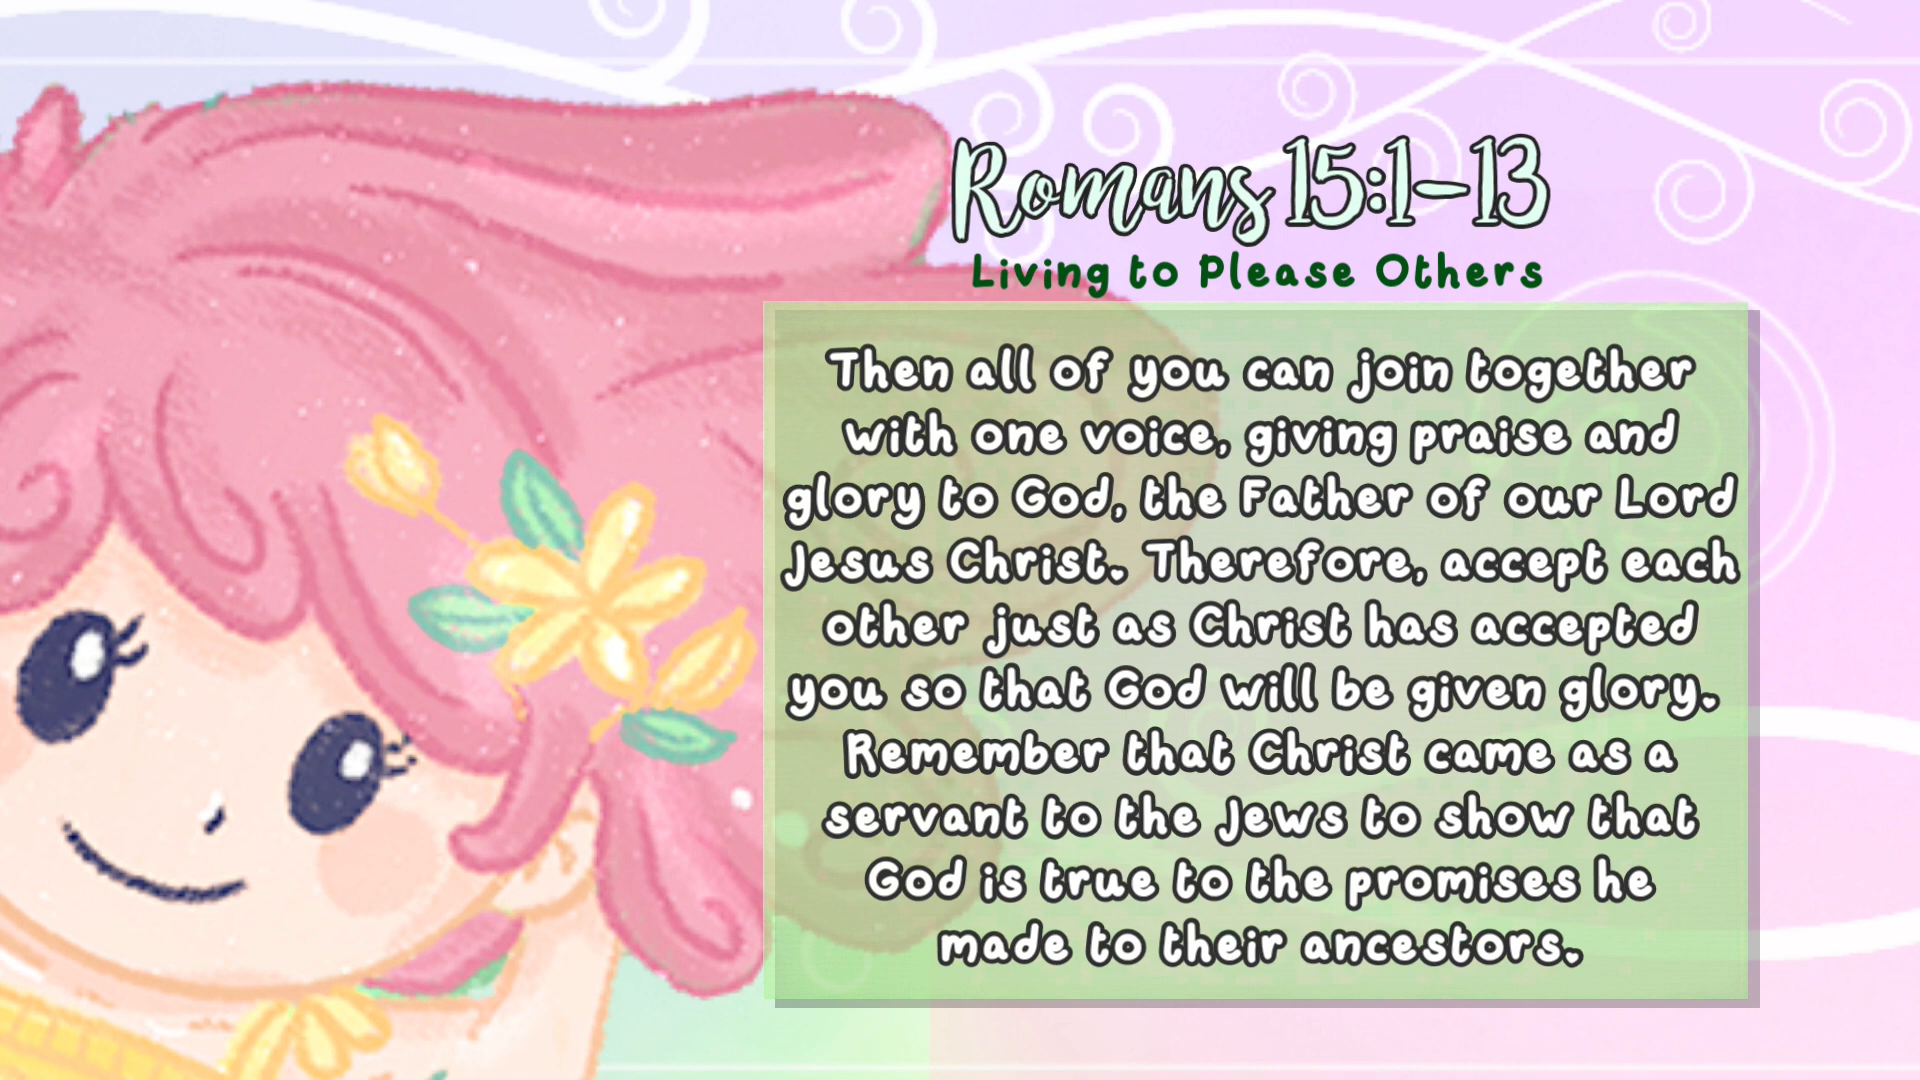 Romans 15:1-13
Living to Please Others
Then all of you can join together
with one voice, giving praise and
glory to God, the Father of our Lord
Jesus Christ. Therefore, accept each
other just as Christ has accepted
you so that God will be given glory.
Remember that Christ came as a
servant to the Jews to show that
God is true to the promises he
made to their ancestors.